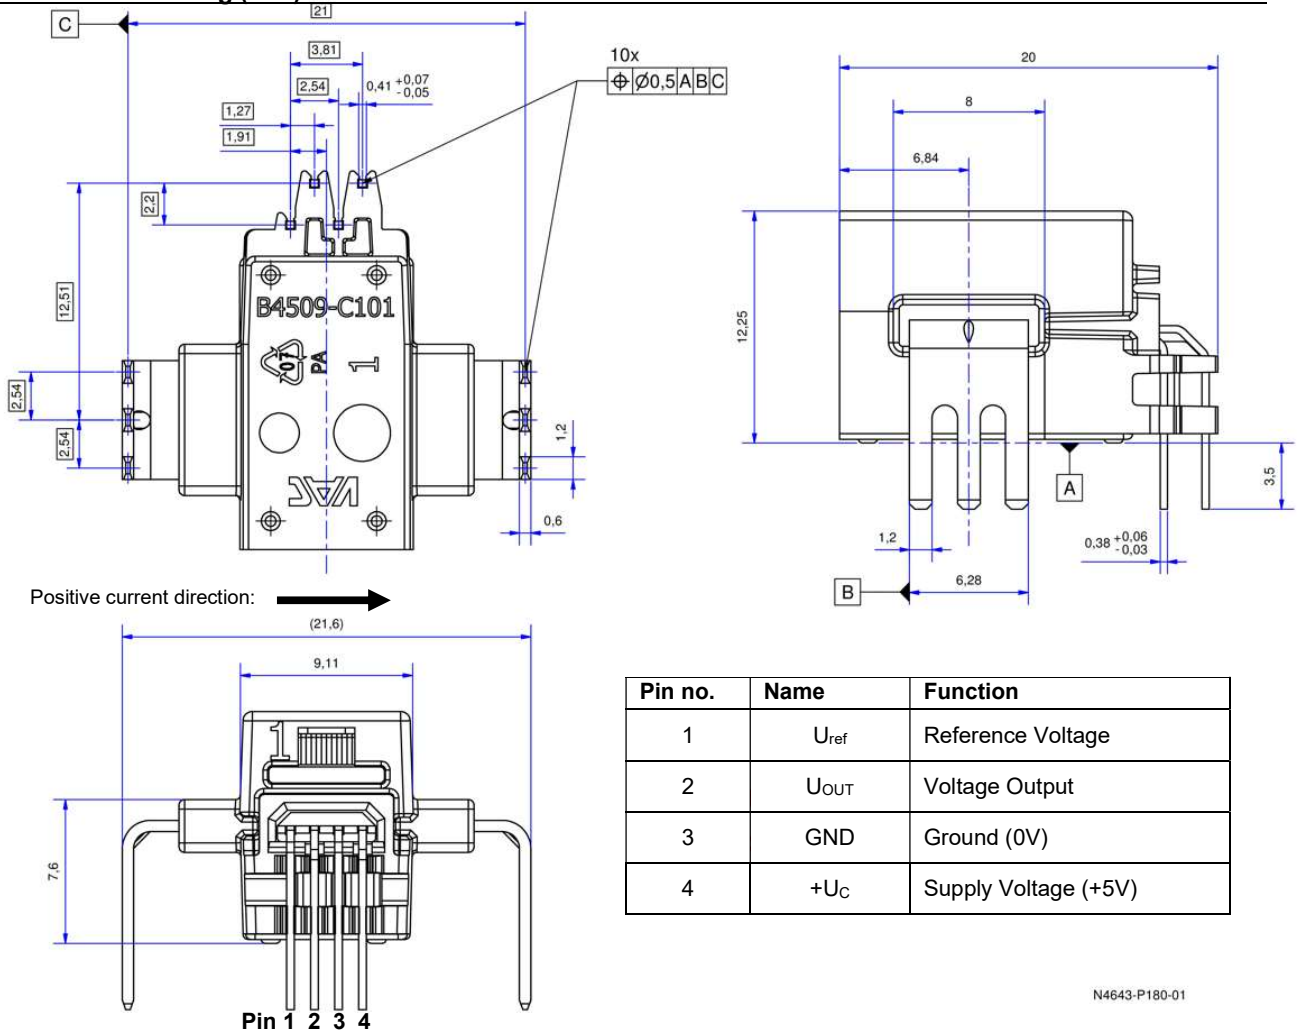 C
21
3,81
2,54
0,41 +0,07
- 0,05
1,27
1,91
10x
⌖ Ø0,5 A B C
2,2
12,51
2,54
2,54
B4509-C101
07
PA
1
VAC
1,2
0,6
20
8
6,84
12,25
A
3,5
1,2
0,38 +0,06
- 0,03
B
6,28
Positive current direction:
(21,6)
9,11
1
7,6
Pin 1 2 3 4
Pin no. Name Function
1 Uref Reference Voltage
2 UOUT Voltage Output
3 GND Ground (0V)
4 +UC Supply Voltage (+5V)
N4643-P180-01